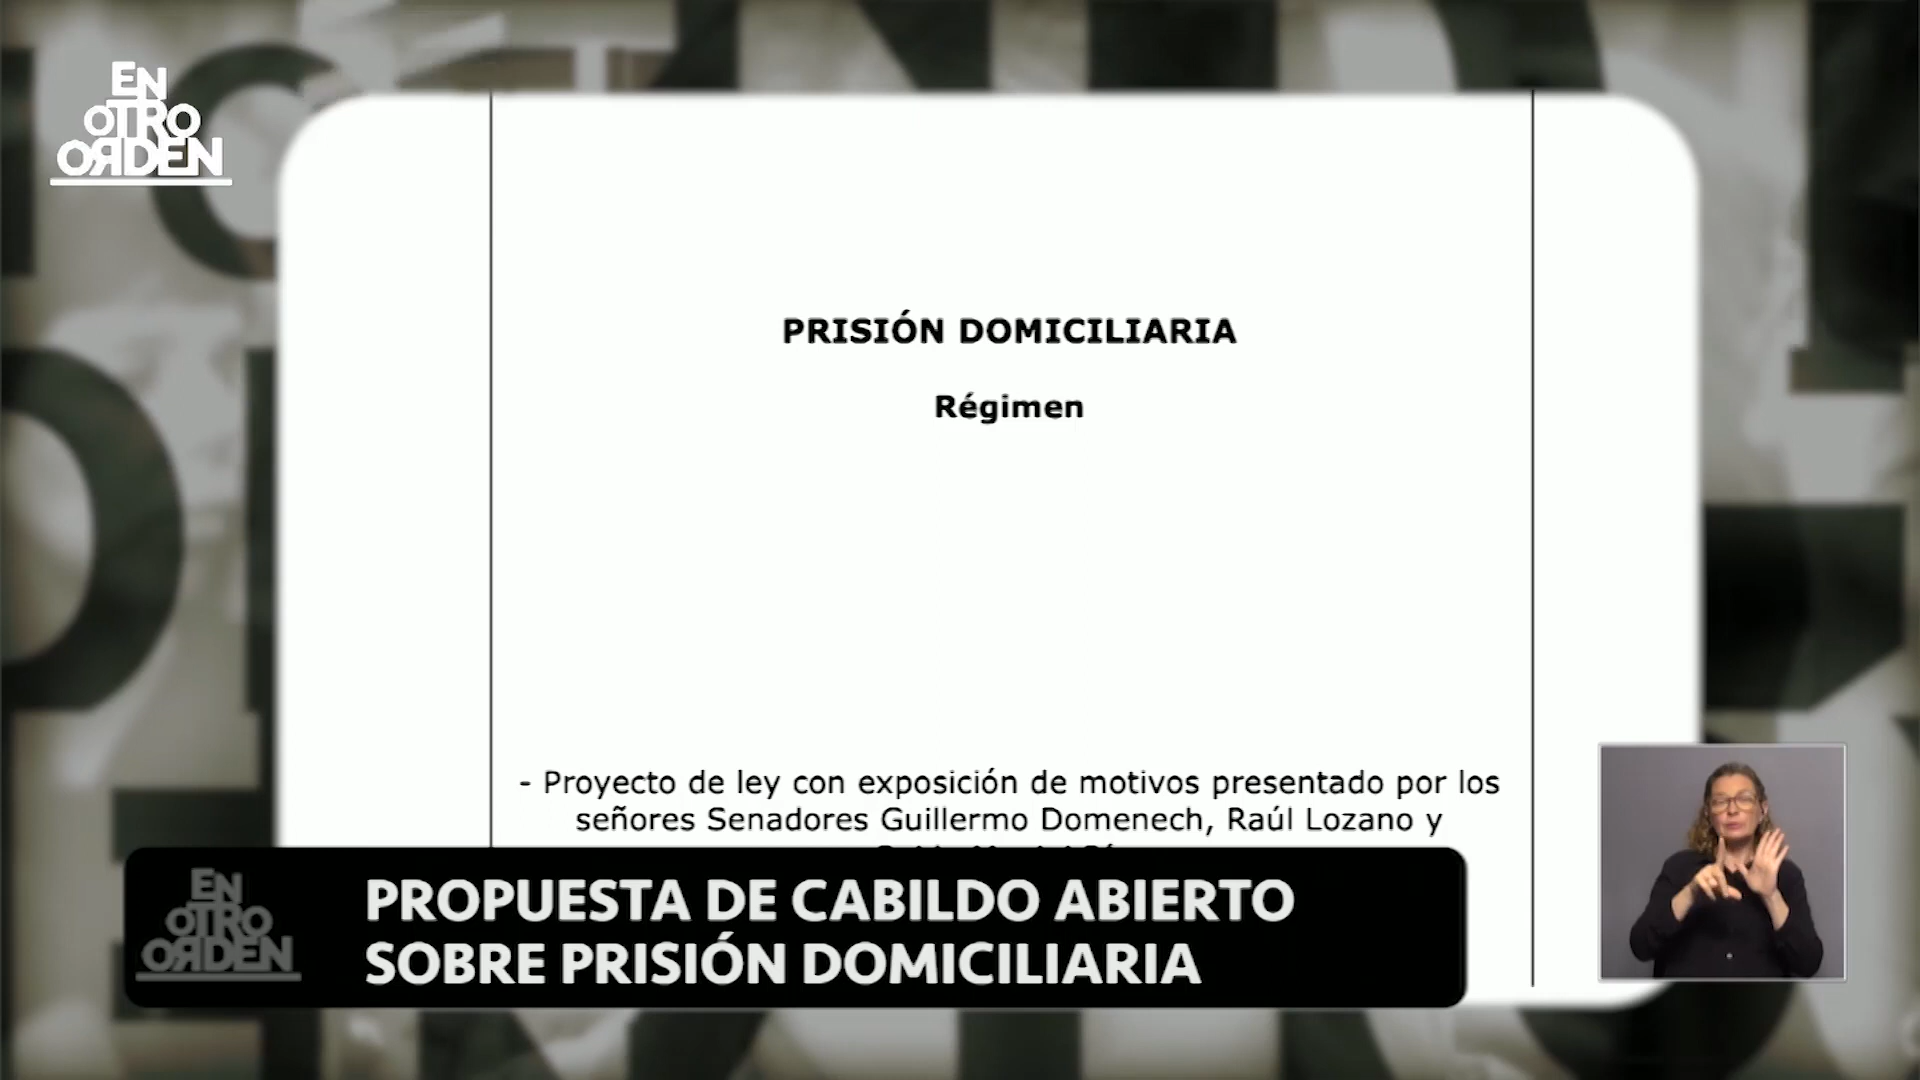 EN
OTRO
ORDEN
PRISIÓN DOMICILIARIA
Régimen
- Proyecto de ley con exposición de motivos presentado por los
señores Senadores Guillermo Domenech, Raúl Lozano y
EN
OTRO
ORDEN
PROPUESTA DE CABILDO ABIERTO
SOBRE PRISIÓN DOMICILIARIA